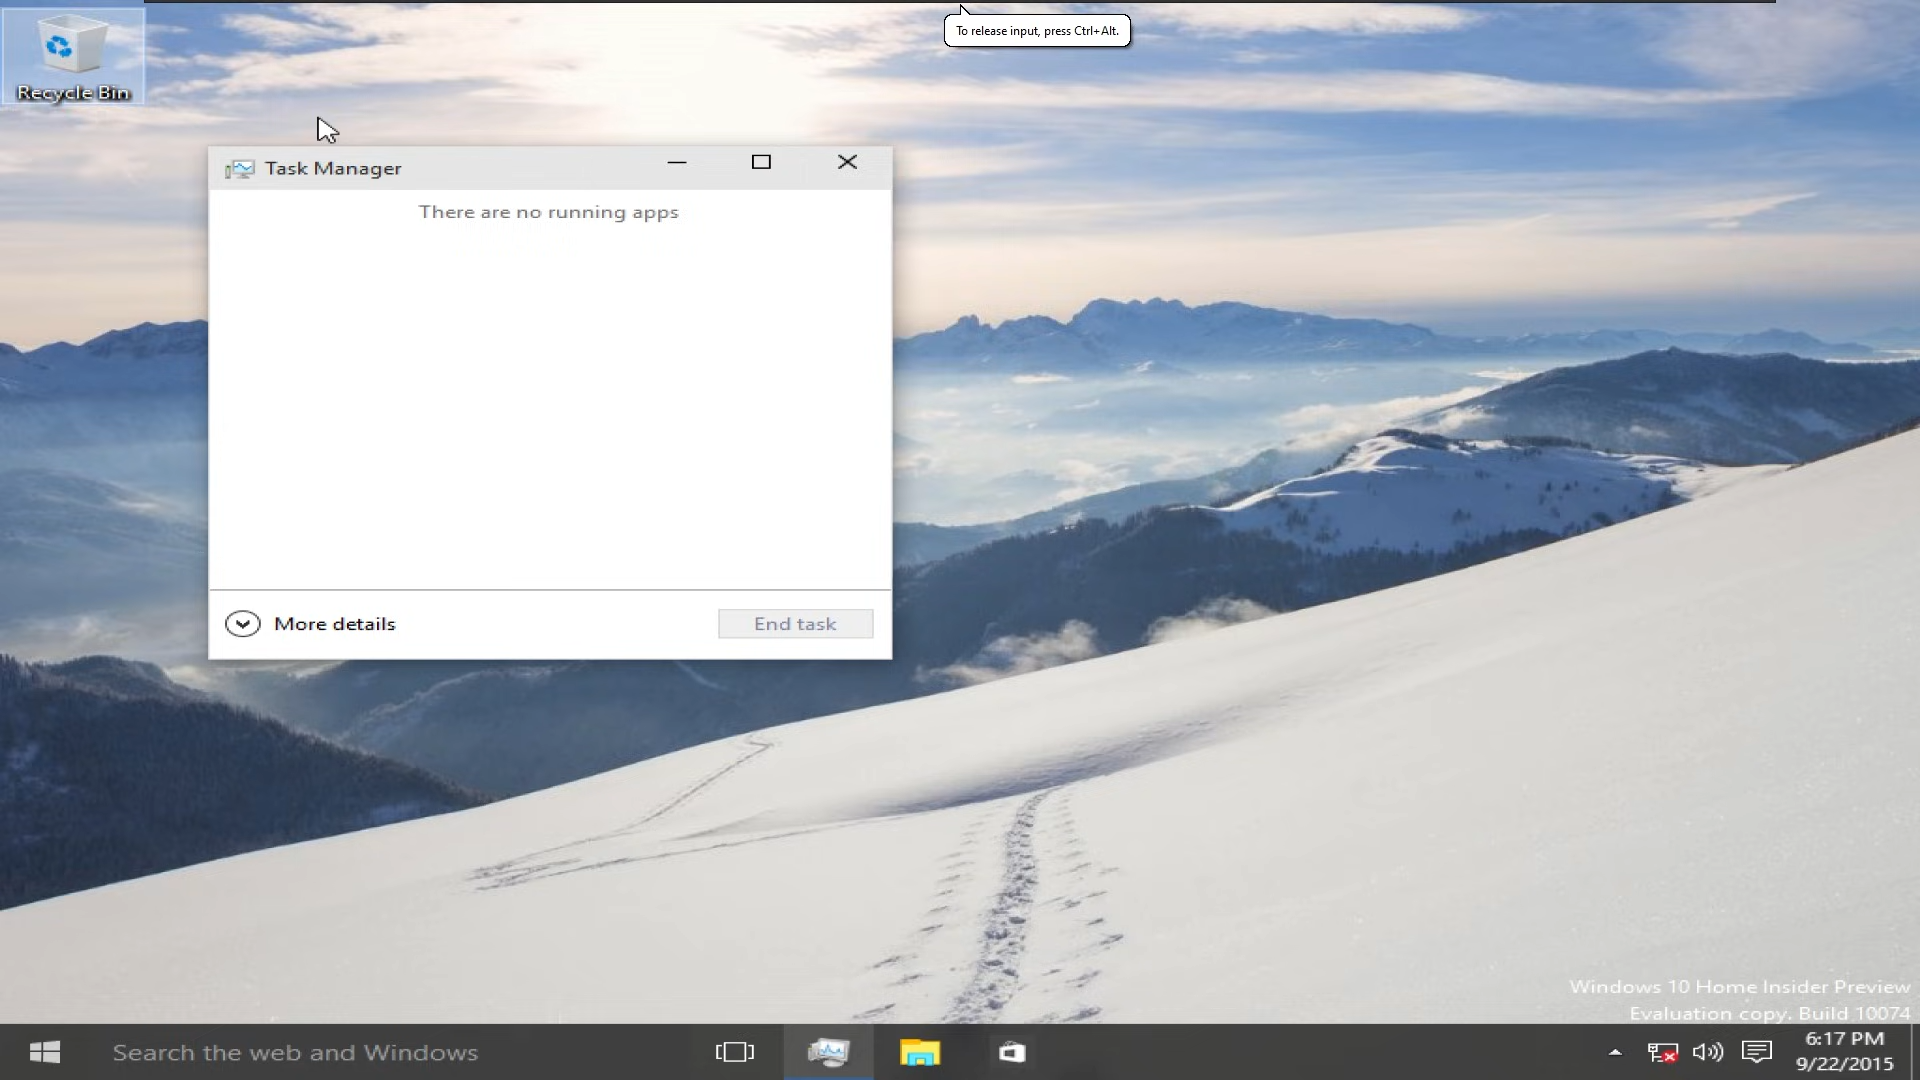 To release input, press Ctrl+Alt.
Recycle Bin
Task Manager
There are no running apps
More details
End task
Windows 10 Home Insider Preview
Evaluation copy. Build 10074
Search the web and Windows
6:17 PM
9/22/2015